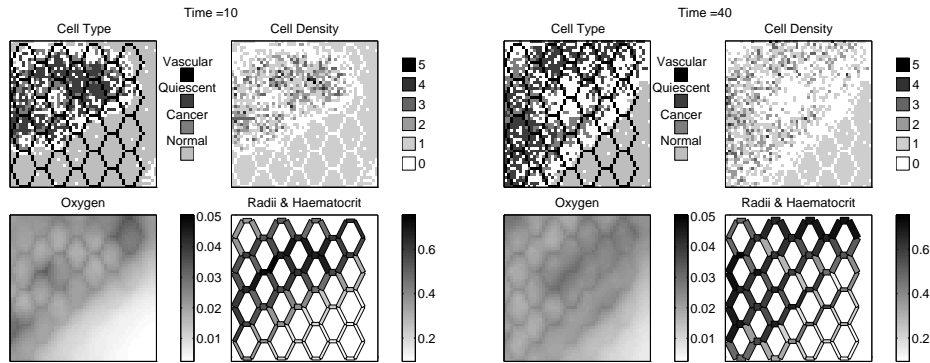 Time =10
Cell Type
Cell Density
Vascular
Quiescent
Cancer
Normal
5
4
3
2
1
0
Oxygen
0.05
0.04
0.03
0.02
0.01
Radii & Haematocrit
0.6
0.4
0.2
Time =40
Cell Type
Cell Density
Vascular
Quiescent
Cancer
Normal
5
4
3
2
1
0
Oxygen
0.05
0.04
0.03
0.02
0.01
Radii & Haematocrit
0.6
0.4
0.2